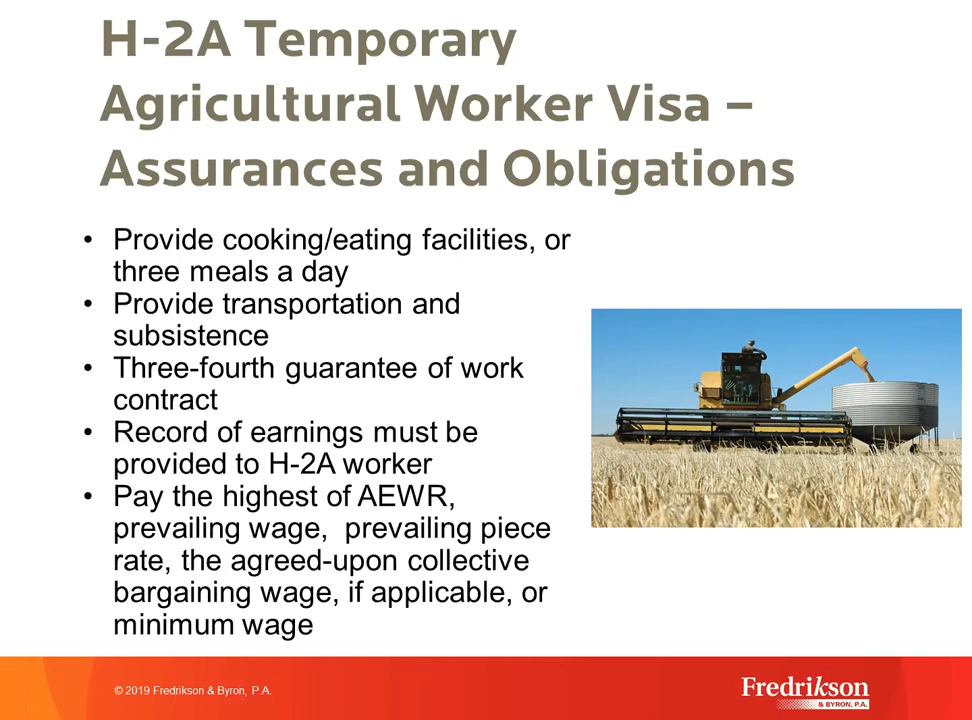 H-2A Temporary
Agricultural Worker Visa –
Assurances and Obligations
• Provide cooking/eating facilities, or
three meals a day
• Provide transportation and
subsistence
• Three-fourth guarantee of work
contract
• Record of earnings must be
provided to H-2A worker
• Pay the highest of AEWR,
prevailing wage,  prevailing piece
rate, the agreed-upon collective
bargaining wage, if applicable, or
minimum wage
© 2019 Fredrikson & Byron, P.A.
Fredrikson
& BYRON, P.A.